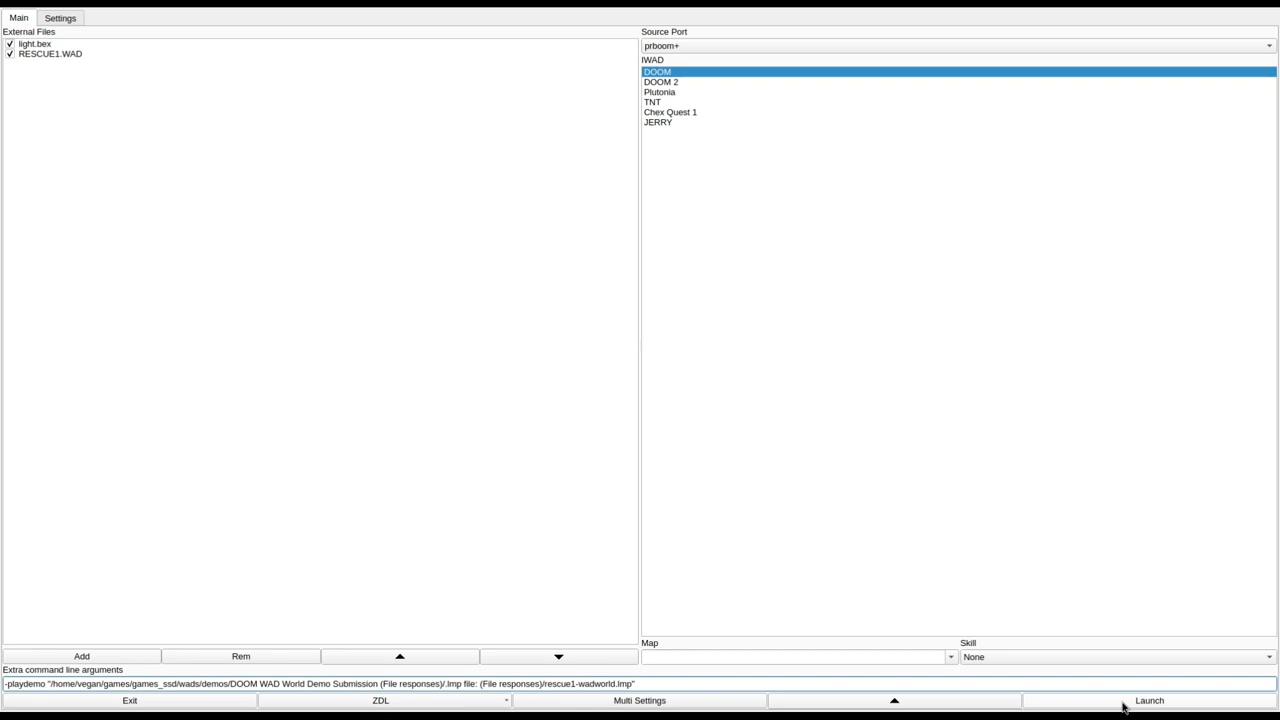 Main Settings
External Files
light.bex
RESCUE1.WAD
Source Port
prboom+
IWAD
DOOM
DOOM 2
Plutonia
TNT
Chex Quest 1
JERRY
Map
Skill
None
Add Rem
Extra command line arguments
-playdemo "/home/vegan/games/games_ssd/wads/demos/DOOM WAD World Demo Submission (File responses)/.lmp file: (File responses)/rescue1-wadworld.lmp"
Exit ZDL Multi Settings Launch